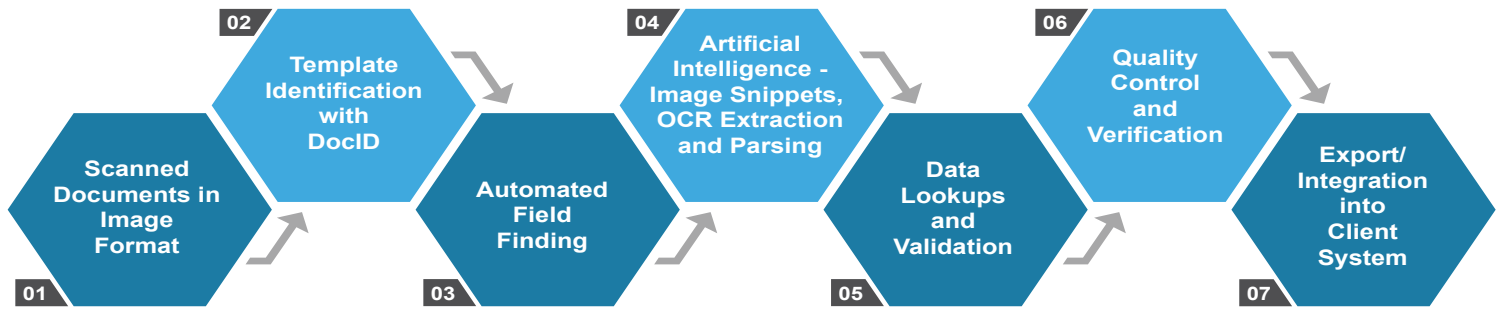 01
Scanned
Documents in
Image
Format
02
Template
Identification
with
DocID
03
Automated
Field
Finding
04
Artificial
Intelligence -
Image Snippets,
OCR Extraction
and Parsing
05
Data
Lookups
and
Validation
06
Quality
Control
and
Verification
07
Export/
Integration
into
Client
System